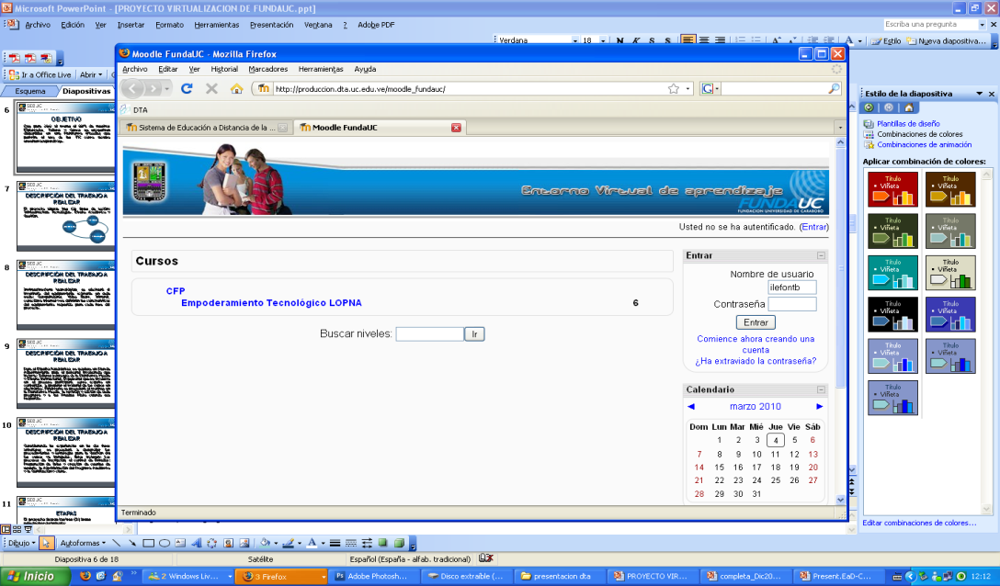 Microsoft PowerPoint - [PROYECTO VIRTUALIZACION DE FUNDAUC.ppt]
Archivo Edición Ver Insertar Formato Herramientas Presentación Ventana ? Adobe PDF
Escriba una pregunta
Verdana 18 N K S S Estilo Nueva diapositiva...
Ir a Office Live Abrir
Esquema Diapositivas
6
OBJETIVO
7
DESCRIPCIÓN DEL TRABAJO A REALIZAR
8
DESCRIPCIÓN DEL TRABAJO A REALIZAR
9
DESCRIPCIÓN DEL TRABAJO A REALIZAR
10
DESCRIPCIÓN DEL TRABAJO A REALIZAR
11
ETAPAS
Moodle FundaUC - Mozilla Firefox
Archivo Editar Ver Historial Marcadores Herramientas Ayuda
http://produccion.dta.uc.edu.ve/moodle_fundauc/
DTA
Sistema de Educación a Distancia de la ... Moodle FundaUC
Entorno Virtual de aprendizaje
FUNDAUC
FUNDACION UNIVERSIDAD DE CARABOBO
Usted no se ha autentificado. (Entrar)
Cursos
CFP
Empoderamiento Tecnológico LOPNA 6
Buscar niveles: Ir
Entrar
Nombre de usuario
ilefontb
Contraseña
Entrar
Comience ahora creando una cuenta
¿Ha extraviado la contraseña?
Calendario
marzo 2010
Dom Lun Mar Mié Jue Vie Sáb
1 2 3 4 5 6
7 8 9 10 11 12 13
14 15 16 17 18 19 20
21 22 23 24 25 26 27
28 29 30 31
Terminado
Estilo de la diapositiva
Plantillas de diseño
Combinaciones de colores
Combinaciones de animación
Aplicar combinación de colores:
Título
Viñeta
Título
Viñeta
Título
Viñeta
Título
Viñeta
Título
Viñeta
Título
Viñeta
Título
Viñeta
Título
Viñeta
Título
Viñeta
Título
Viñeta
Título
Viñeta
Editar combinaciones de colores...
Dibujo Autoformas
Diapositiva 6 de 18 Satélite Español (España - alfab. tradicional)
Inicio 2 Windows Liv... 3 Firefox Adobe Photosh... Disco extraíble (... presentacion dta PROYECTO VIR... completa_Dic20... Present.EaD-C... 12:12